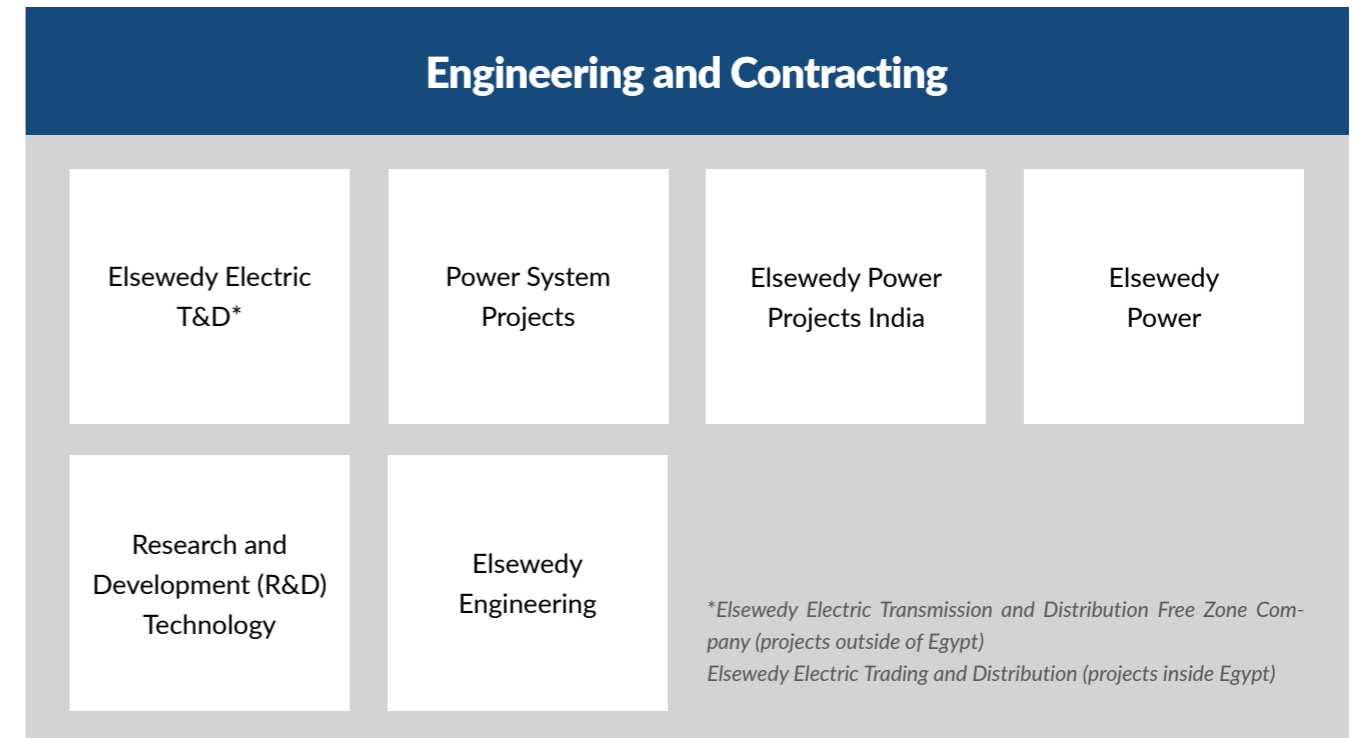 Engineering and Contracting
Elsewedy Electric
T&D*
Power System
Projects
Elsewedy Power
Projects India
Elsewedy
Power
Research and
Development (R&D)
Technology
Elsewedy
Engineering
*Elsewedy Electric Transmission and Distribution Free Zone Com-
pany (projects outside of Egypt)
Elsewedy Electric Trading and Distribution (projects inside Egypt)